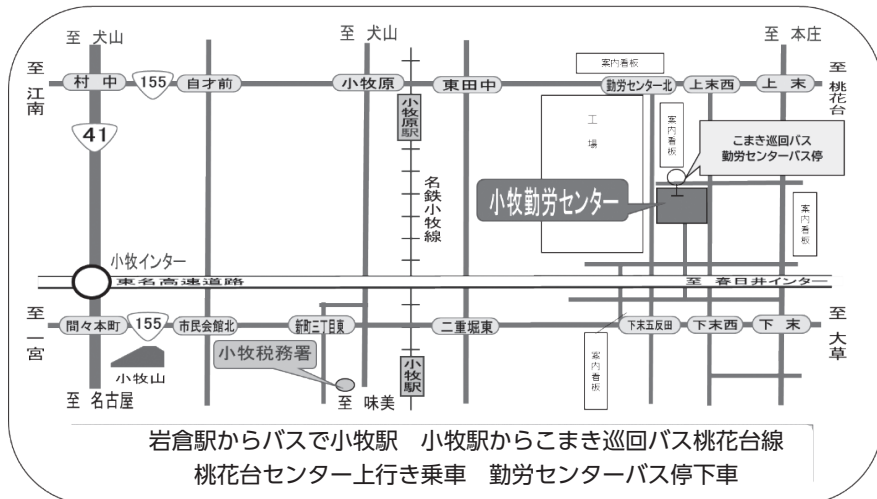 至 犬山
至 犬山
至 本庄
案内看板
至 江南
村中
155
自才前
小牧原
東田中
勤労センター北
上末西
上末
至 桃花台
41
小牧原駅
工場
案内看板
こまき巡回バス
勤労センターバス停
名鉄小牧線
小牧勤労センター
案内看板
小牧インター
東名高速道路
至 春日井インター
至 一宮
間々本町
155
市民会館北
新町三丁目東
二重堀東
下末五反田
下末西
下末
至 大草
小牧山
小牧税務署
小牧駅
案内看板
至 名古屋
至 味美
岩倉駅からバスで小牧駅 小牧駅からこまき巡回バス桃花台線
桃花台センター上行き乗車 勤労センターバス停下車